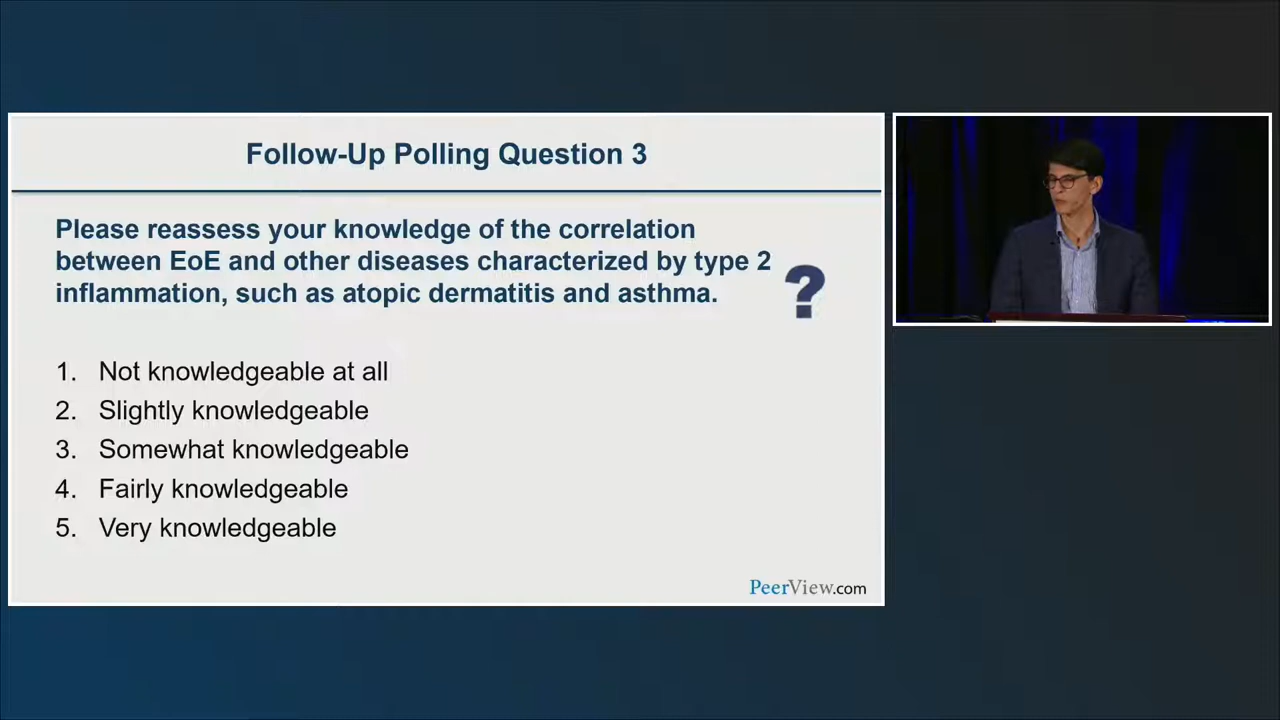 Follow-Up Polling Question 3
Please reassess your knowledge of the correlation
between EoE and other diseases characterized by type 2
inflammation, such as atopic dermatitis and asthma.
?
1. Not knowledgeable at all
2. Slightly knowledgeable
3. Somewhat knowledgeable
4. Fairly knowledgeable
5. Very knowledgeable
PeerView.com